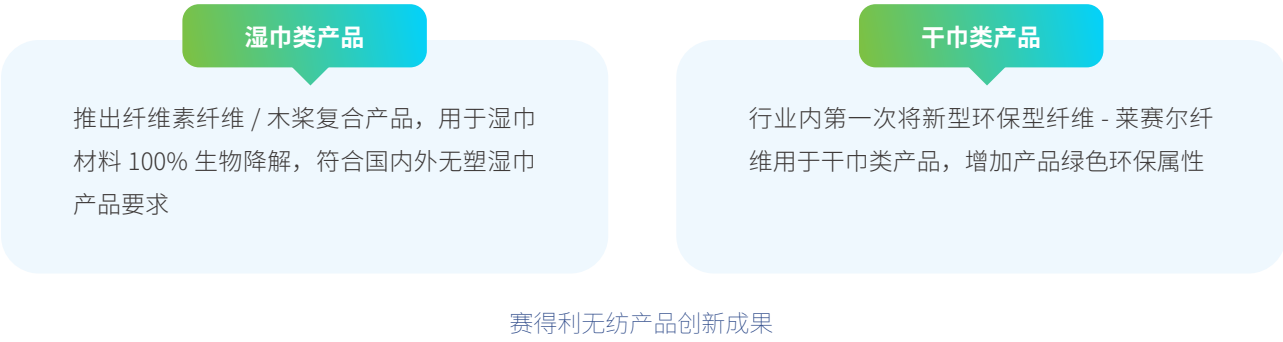 湿巾类产品
推出纤维素纤维 / 木桨复合产品，用于湿巾
材料 100% 生物降解，符合国内外无塑湿巾
产品要求
干巾类产品
行业内第一次将新型环保型纤维 - 莱赛尔纤
维用于干巾类产品，增加产品绿色环保属性
赛得利无纺产品创新成果